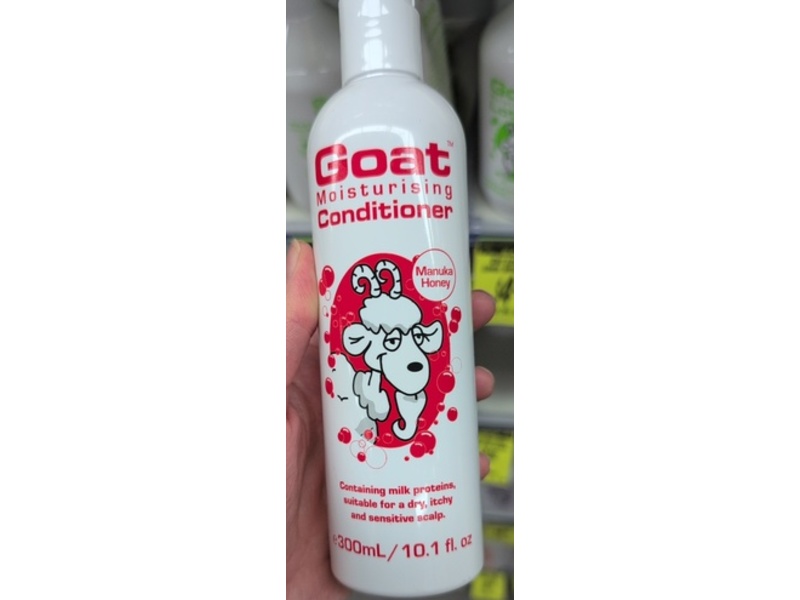 Goat™
Moisturising
Conditioner
Manuka
Honey
Containing milk proteins,
suitable for a dry, itchy
and sensitive scalp.
℮300mL/10.1 fl. oz